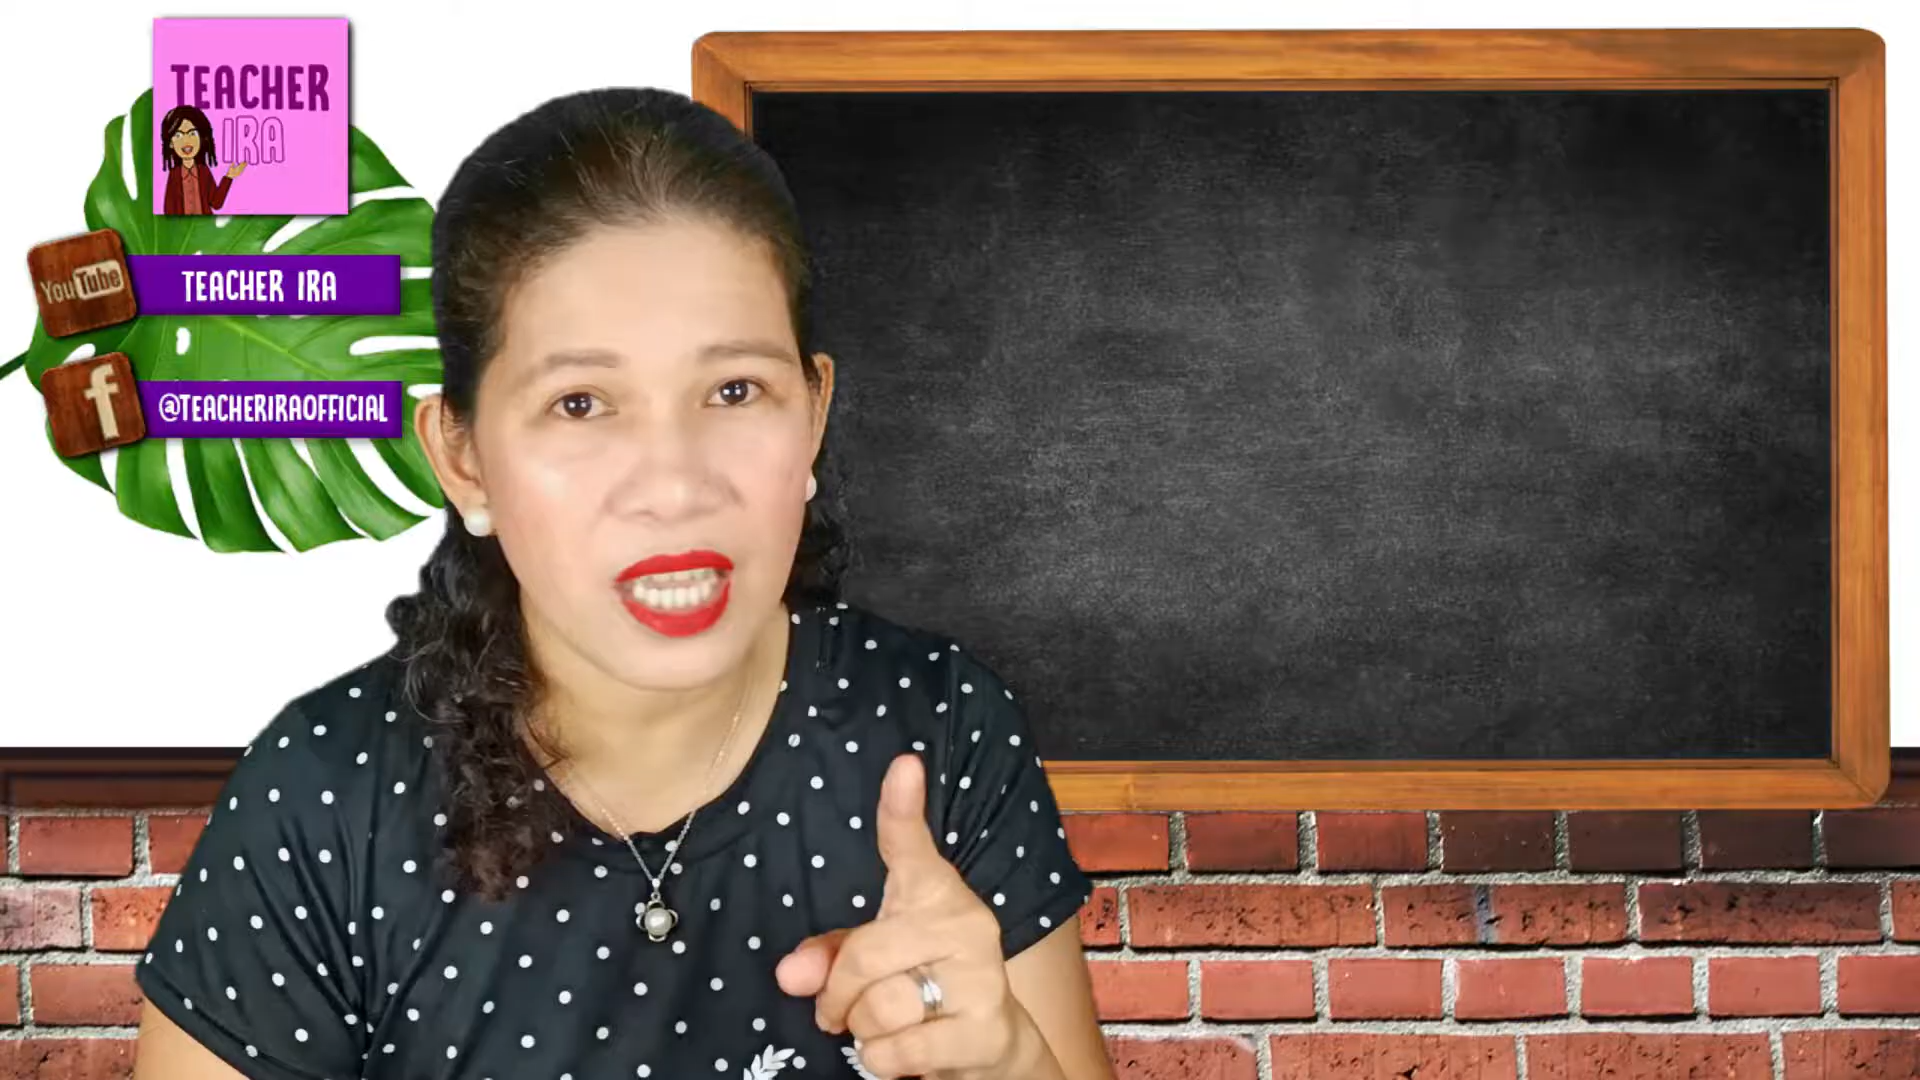 TEACHER
IRA
YouTube
TEACHER IRA
f
@TEACHERIRAOFFICIAL